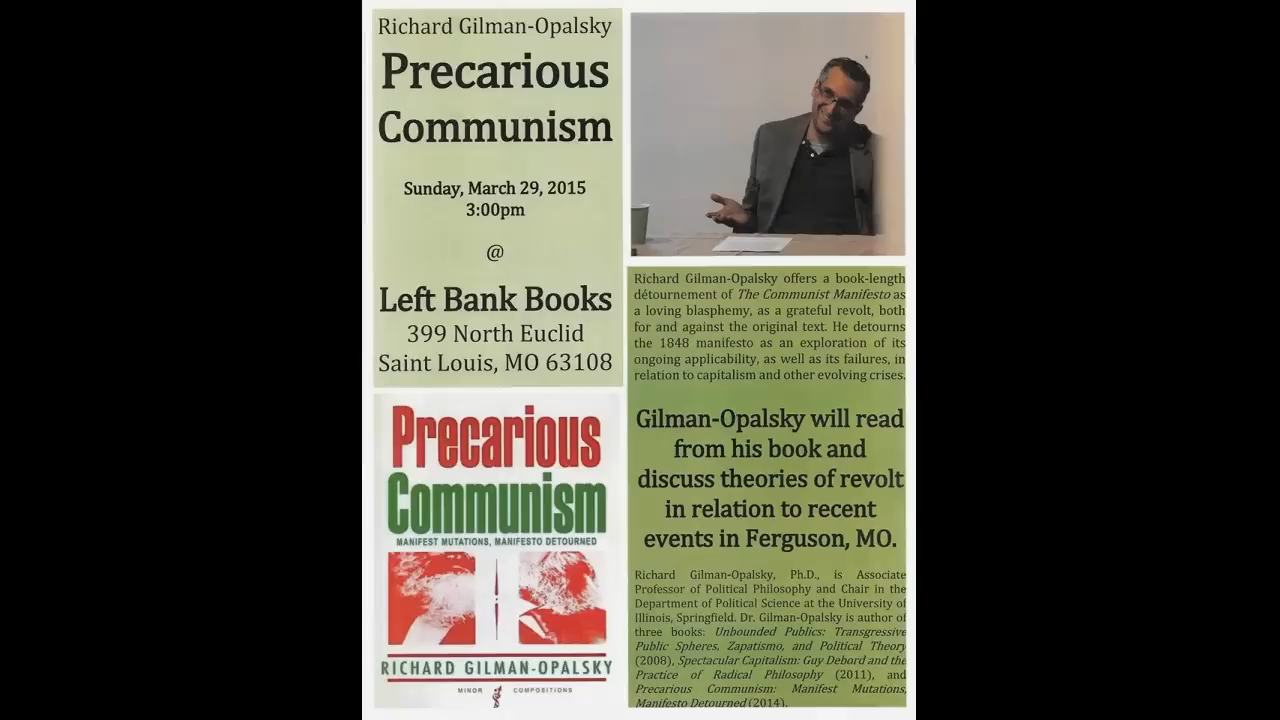 Richard Gilman-Opalsky
Precarious
Communism
Sunday, March 29, 2015
3:00pm
@
Left Bank Books
399 North Euclid
Saint Louis, MO 63108
Precarious
Communism
MANIFEST MUTATIONS, MANIFESTO DETOURNED
RICHARD GILMAN-OPALSKY
MINOR COMPOSITIONS
Richard Gilman-Opalsky offers a book-length
détournement of The Communist Manifesto as
a loving blasphemy, as a grateful revolt, both
for and against the original text. He detourns
the 1848 manifesto as an exploration of its
ongoing applicability, as well as its failures, in
relation to capitalism and other evolving crises.
Gilman-Opalsky will read
from his book and
discuss theories of revolt
in relation to recent
events in Ferguson, MO.
Richard Gilman-Opalsky, Ph.D., is Associate
Professor of Political Philosophy and Chair in the
Department of Political Science at the University of
Illinois, Springfield. Dr. Gilman-Opalsky is author of
three books: Unbounded Publics: Transgressive
Public Spheres, Zapatismo, and Political Theory
(2008), Spectacular Capitalism: Guy Debord and the
Practice of Radical Philosophy (2011), and
Precarious Communism: Manifest Mutations,
Manifesto Detourned (2014).